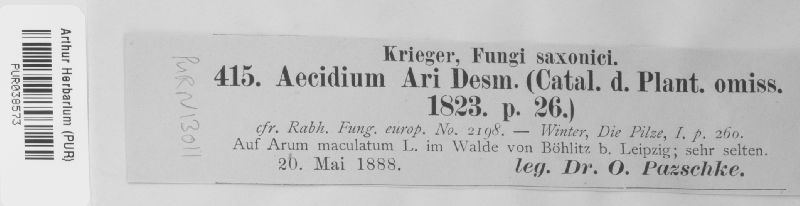 Arthur Herbarium (PUR)
PUR038573
PURN13011
Krieger, Fungi saxonici.
415. Aecidium Ari Desm. (Catal. d. Plant. omiss.
1823. p. 26.)
cfr. Rabh. Fung. europ. No. 2198. — Winter, Die Pilze, I. p. 260.
Auf Arum maculatum L. im Walde von Böhlitz b. Leipzig; sehr selten.
20. Mai 1888. leg. Dr. O. Pazschke.